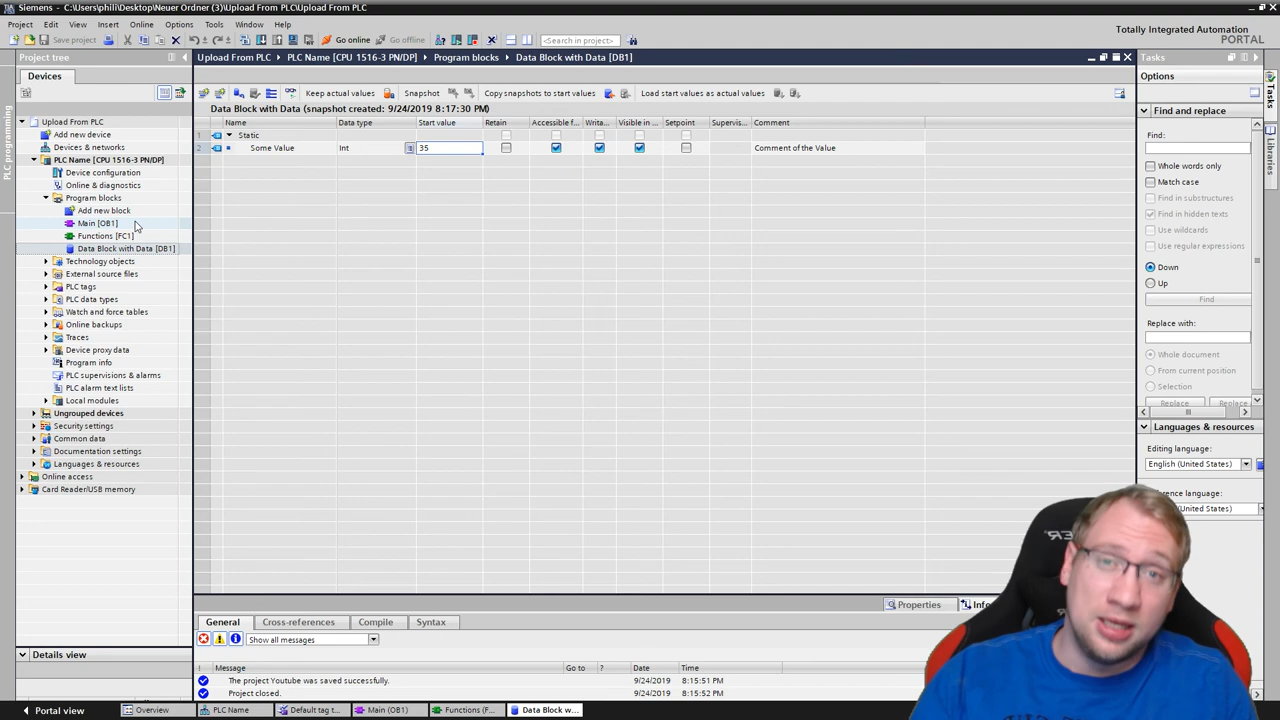 Siemens - C:\Users\phili\Desktop\Neuer Ordner (3)\Upload From PLC\Upload From PLC
Project Edit View Insert Online Options Tools Window Help
Totally Integrated Automation
PORTAL
Save project
Go online
Go offline
<Search in project>
Project tree
Devices
Upload From PLC
Add new device
Devices & networks
PLC Name [CPU 1516-3 PN/DP]
Device configuration
Online & diagnostics
Program blocks
Add new block
Main [OB1]
Functions [FC1]
Data Block with Data [DB1]
Technology objects
External source files
PLC tags
PLC data types
Watch and force tables
Online backups
Traces
Device proxy data
Program info
PLC supervisions & alarms
PLC alarm text lists
Local modules
Ungrouped devices
Security settings
Common data
Documentation settings
Languages & resources
Online access
Card Reader/USB memory
Details view
PLC programming
Upload From PLC PLC Name [CPU 1516-3 PN/DP] Program blocks Data Block with Data [DB1]
Keep actual values Snapshot Copy snapshots to start values Load start values as actual values
Data Block with Data (snapshot created: 9/24/2019 8:17:30 PM)
Name Data type Start value Retain Accessible f... Writa... Visible in ... Setpoint Supervis... Comment
1 Static
2 Some Value Int 35 Comment of the Value
Properties Info
General Cross-references Compile Syntax
Show all messages
! Message Go to ? Date Time
The project Youtube was saved successfully. 9/24/2019 8:15:51 PM
Project closed. 9/24/2019 8:15:52 PM
Tasks
Options
Find and replace
Find:
Whole words only
Match case
Find in substructures
Find in hidden texts
Use wildcards
Use regular expressions
Down
Up
Find
Replace with:
Whole document
From current position
Selection
Replace Replace
Languages & resources
Editing language:
English (United States)
erence language:
(United States)
Tasks
Libraries
Portal view
Overview
PLC Name
Default tag t...
Main (OB1)
Functions (F...
Data Block w...